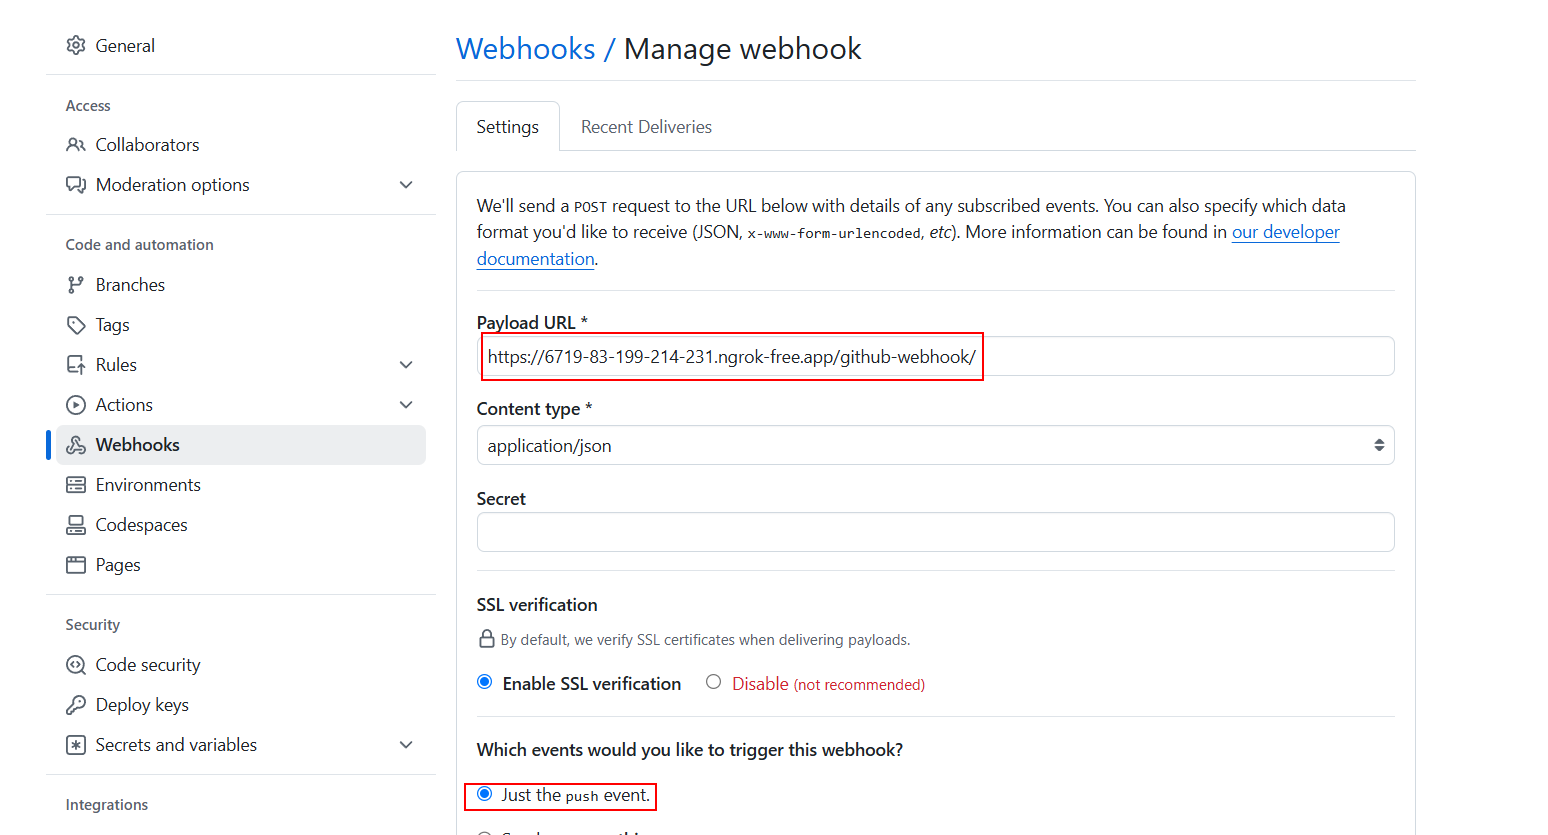 General
Access
Collaborators
Moderation options
Code and automation
Branches
Tags
Rules
Actions
Webhooks
Environments
Codespaces
Pages
Security
Code security
Deploy keys
Secrets and variables
Integrations
Webhooks / Manage webhook
Settings Recent Deliveries
We'll send a POST request to the URL below with details of any subscribed events. You can also specify which data
format you'd like to receive (JSON, x-www-form-urlencoded, etc). More information can be found in our developer
documentation.
Payload URL *
https://6719-83-199-214-231.ngrok-free.app/github-webhook/
Content type *
application/json
Secret
SSL verification
By default, we verify SSL certificates when delivering payloads.
Enable SSL verification Disable (not recommended)
Which events would you like to trigger this webhook?
Just the push event.